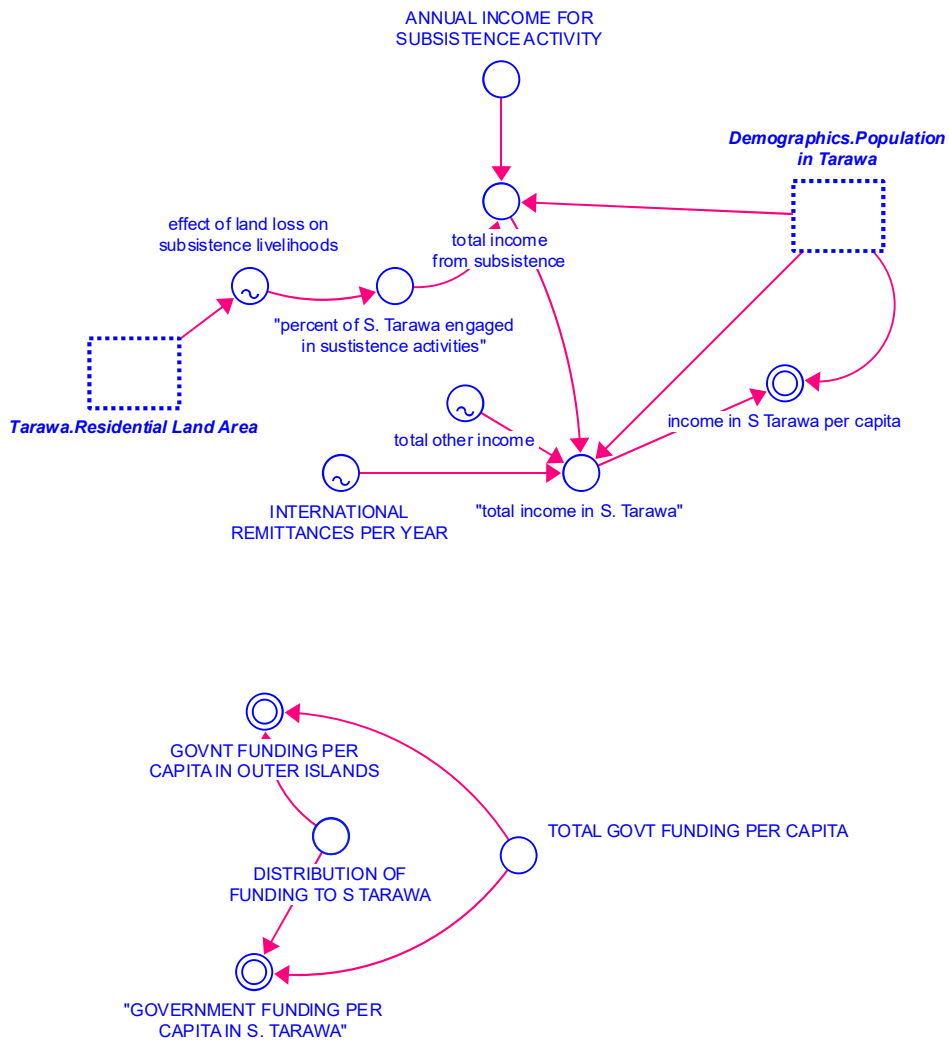 ANNUAL INCOME FOR
SUBSISTENCE ACTIVITY
Demographics.Population
in Tarawa
effect of land loss on
subsistence livelihoods
total income
from subsistence
"percent of S. Tarawa engaged
in sustistence activities"
Tarawa.Residential Land Area
total other income
income in S Tarawa per capita
INTERNATIONAL
REMITTANCES PER YEAR
"total income in S. Tarawa"
GOVNT FUNDING PER
CAPITA IN OUTER ISLANDS
TOTAL GOVT FUNDING PER CAPITA
DISTRIBUTION OF
FUNDING TO S TARAWA
"GOVERNMENT FUNDING PER
CAPITA IN S. TARAWA"